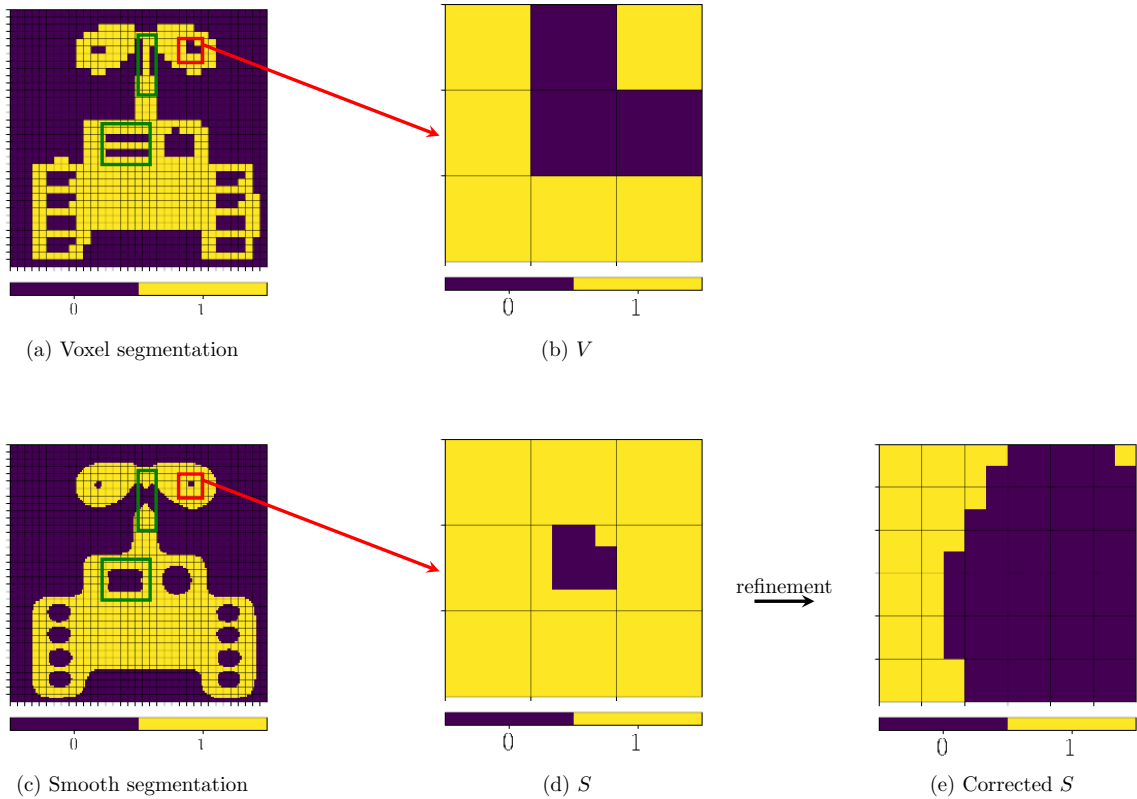 0 1
0 1
(a) Voxel segmentation
(b) V
refinement
0 1
0 1
0 1
(c) Smooth segmentation
(d) S
(e) Corrected S